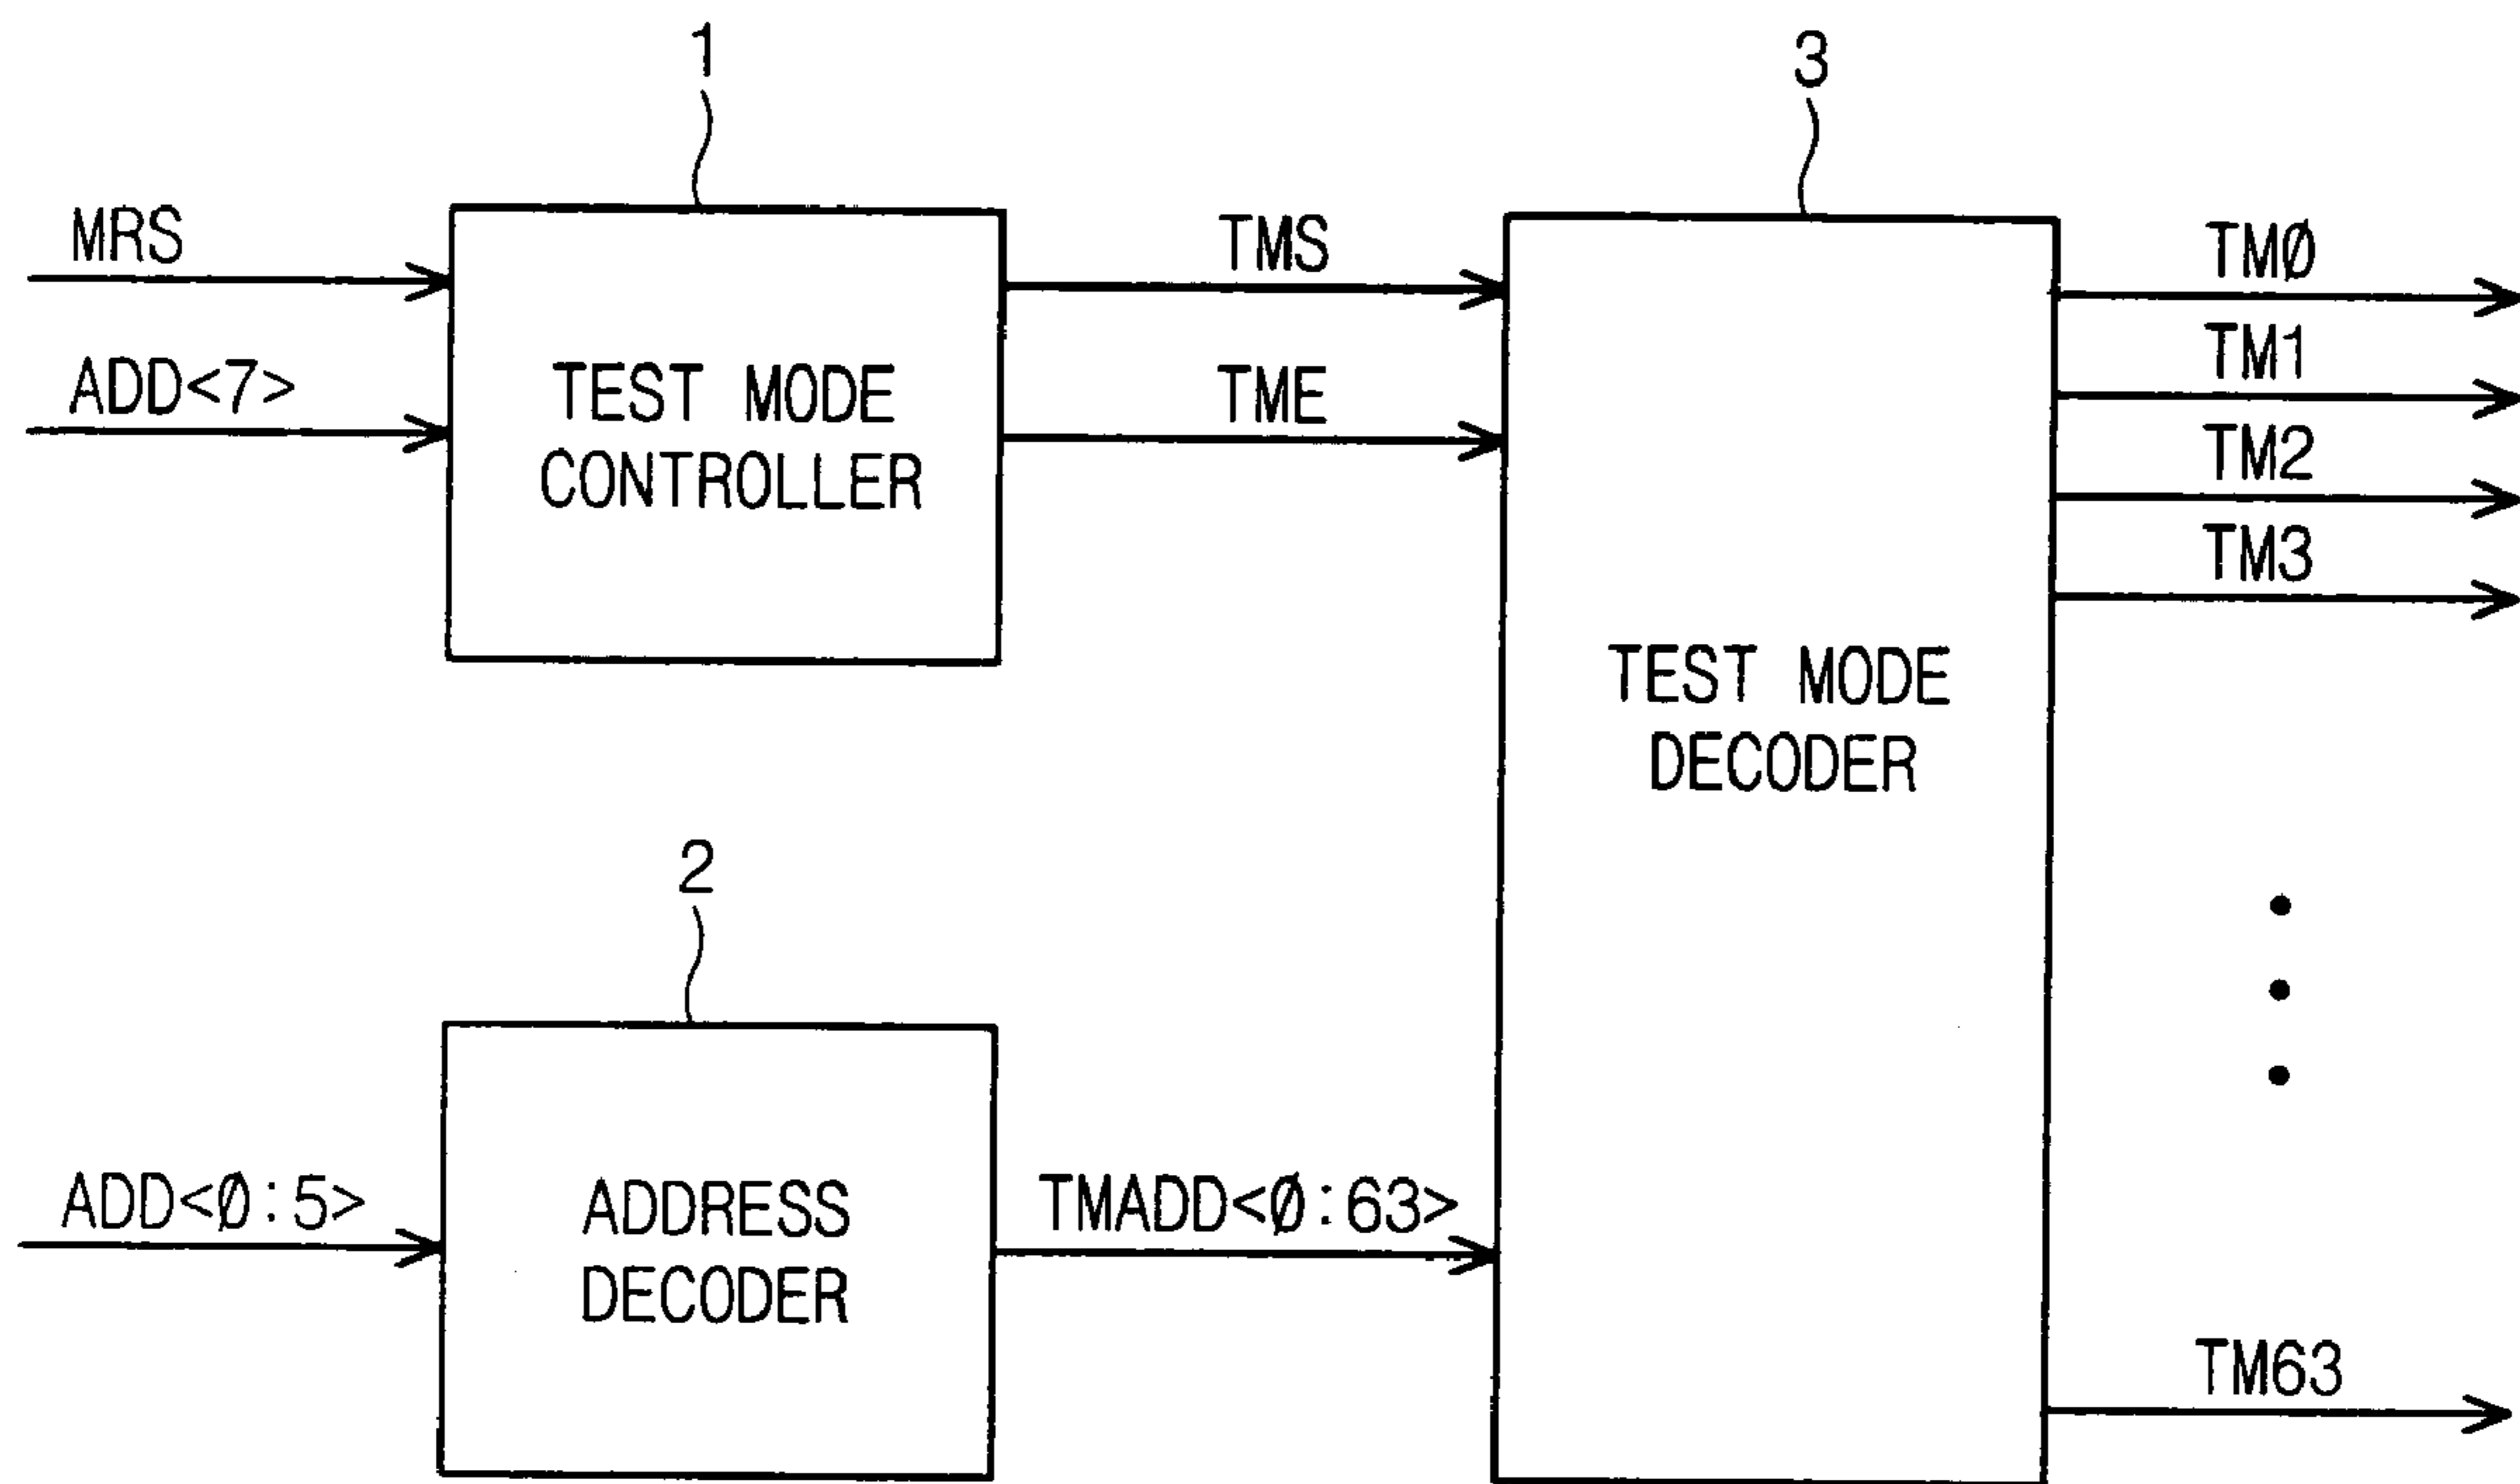 1
3
MRS
ADD<7>
TEST MODE
CONTROLLER
TMS
TME
TMØ
TM1
TM2
TM3
TEST MODE
DECODER
2
ADD<Ø:5>
ADDRESS
DECODER
TMADD<Ø:63>
TM63